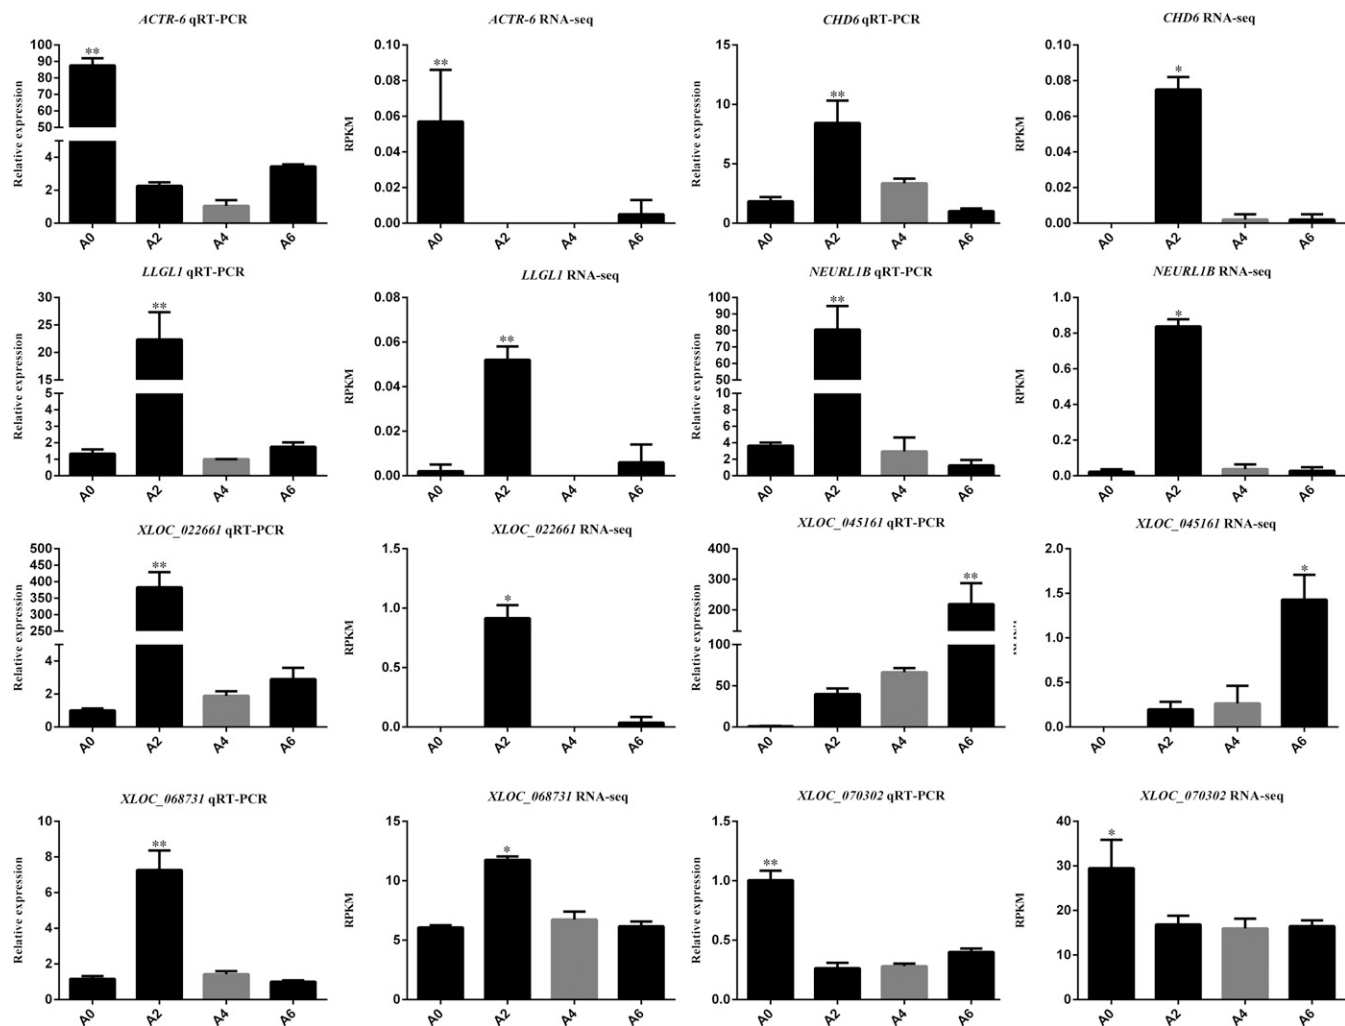 ACTR-6 qRT-PCR
Relative expression
100
90
80
70
60
50
4
2
0
**
A0 A2 A4 A6
ACTR-6 RNA-seq
RPKM
0.10
0.08
0.06
0.04
0.02
0.00
**
A0 A2 A4 A6
CHD6 qRT-PCR
Relative expression
15
10
5
0
**
A0 A2 A4 A6
CHD6 RNA-seq
RPKM
0.10
0.08
0.06
0.04
0.02
0.00
*
A0 A2 A4 A6
LLGL1 qRT-PCR
Relative expression
30
25
20
15
5
4
3
2
1
0
**
A0 A2 A4 A6
LLGL1 RNA-seq
RPKM
0.08
0.06
0.04
0.02
0.00
**
A0 A2 A4 A6
NEURL1B qRT-PCR
Relative expression
100
90
80
70
60
50
10
8
6
4
2
0
**
A0 A2 A4 A6
NEURL1B RNA-seq
RPKM
1.0
0.8
0.6
0.4
0.2
0.0
*
A0 A2 A4 A6
XLOC_022661 qRT-PCR
Relative expression
500
450
400
350
300
250
4
2
0
**
A0 A2 A4 A6
XLOC_022661 RNA-seq
RPKM
1.5
1.0
0.5
0.0
*
A0 A2 A4 A6
XLOC_045161 qRT-PCR
Relative expression
400
300
200
100
50
0
**
A0 A2 A4 A6
XLOC_045161 RNA-seq
2.0
1.5
1.0
0.5
0.0
*
A0 A2 A4 A6
XLOC_068731 qRT-PCR
Relative expression
10
8
6
4
2
0
**
A0 A2 A4 A6
XLOC_068731 RNA-seq
RPKM
15
10
5
0
*
A0 A2 A4 A6
XLOC_070302 qRT-PCR
Relative expression
1.5
1.0
0.5
0.0
**
A0 A2 A4 A6
XLOC_070302 RNA-seq
RPKM
40
30
20
10
0
*
A0 A2 A4 A6